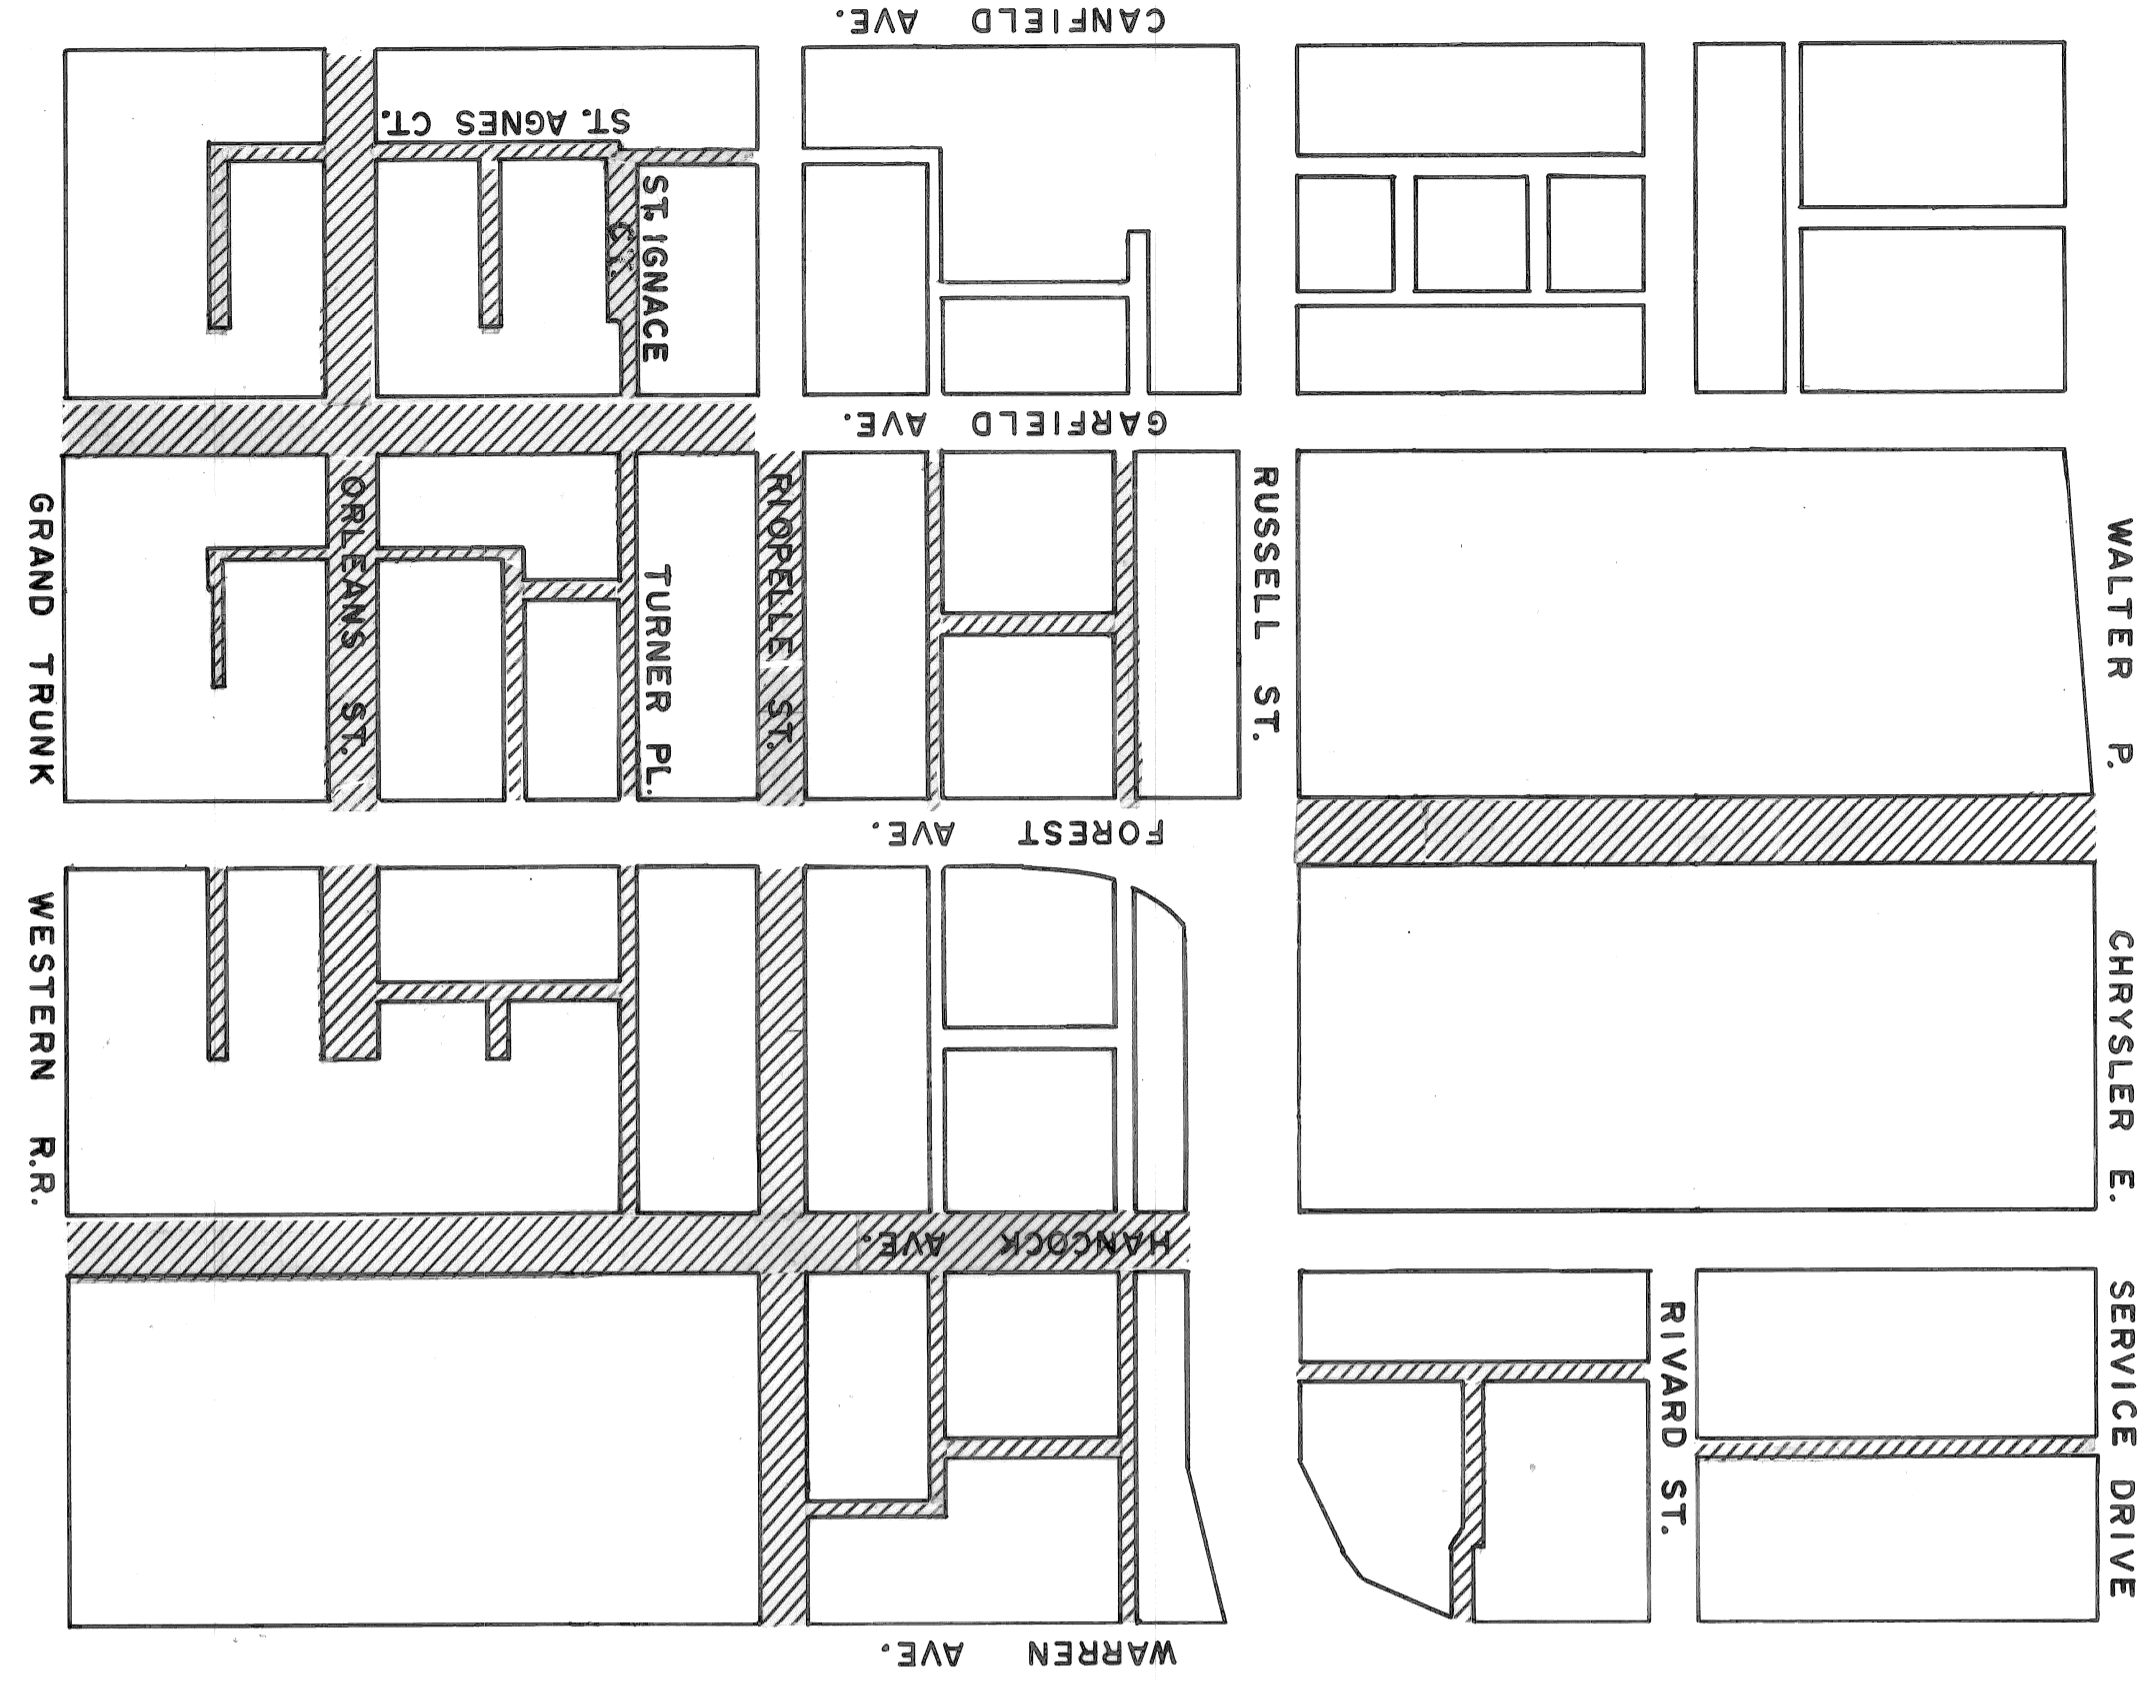 CANFIELD AVE.
ST. AGNES CT.
ST. IGNACE
CT.
GARFIELD AVE.
GRAND TRUNK
WESTERN R.R.
ORLEANS ST.
TURNER PL.
RIOPELLE ST.
RUSSELL ST.
WALTER P.
CHRYSLER E.
SERVICE DRIVE
FOREST AVE.
HANCOCK AVE.
RIVARD ST.
WARREN AVE.